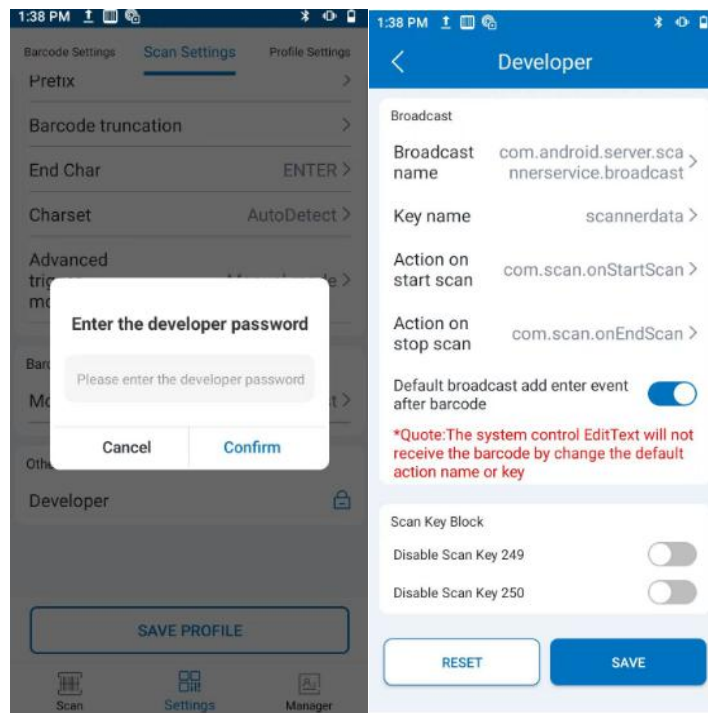 1:38 PM
Barcode Settings Scan Settings Profile Settings
Prefix >
Barcode truncation >
End Char ENTER >
Charset AutoDetect >
Advanced
Enter the developer password
Please enter the developer password
Cancel Confirm
Developer
SAVE PROFILE
Scan Settings Manager
1:38 PM
< Developer
Broadcast
Broadcast name com.android.server.sca
nnerservice.broadcast >
Key name scannerdata >
Action on
start scan com.scan.onStartScan >
Action on
stop scan com.scan.onEndScan >
Default broadcast add enter event
after barcode
*Quote:The system control EditText will not
receive the barcode by change the default
action name or key
Scan Key Block
Disable Scan Key 249
Disable Scan Key 250
RESET SAVE